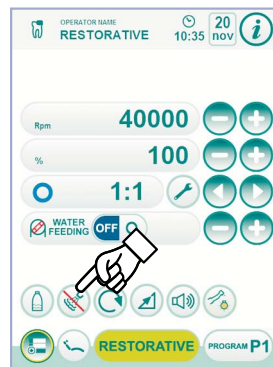 OPERATOR NAME
RESTORATIVE
10:35
20
nov
i
Rpm 40000
% 100
1:1
WATER
FEEDING OFF
RESTORATIVE
PROGRAM P1